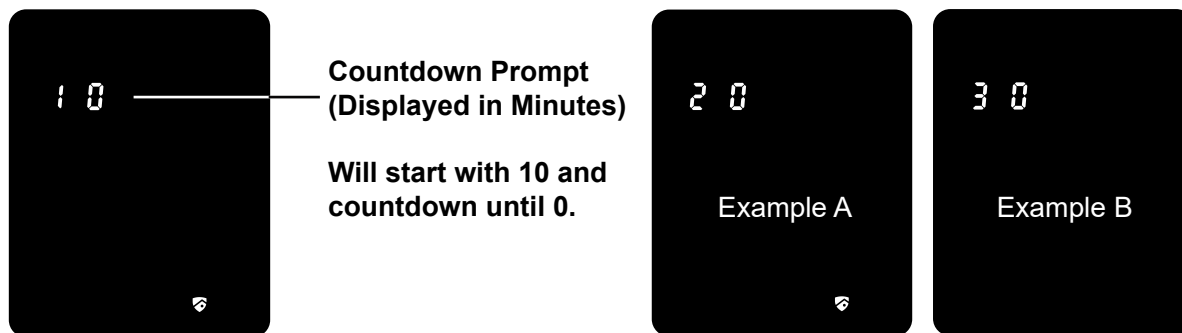 10
Countdown Prompt
(Displayed in Minutes)
Will start with 10 and
countdown until 0.
20
Example A
30
Example B